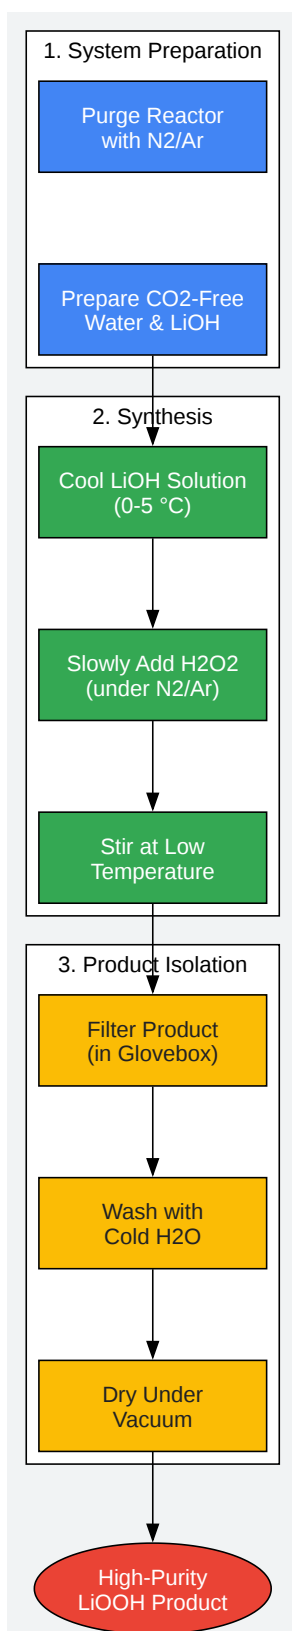 1. System Preparation
Purge Reactor
with N2/Ar
Prepare CO2-Free
Water & LiOH
2. Synthesis
Cool LiOH Solution
(0-5 °C)
Slowly Add H2O2
(under N2/Ar)
Stir at Low
Temperature
3. Product Isolation
Filter Product
(in Glovebox)
Wash with
Cold H2O
Dry Under
Vacuum
High-Purity
LiOOH Product